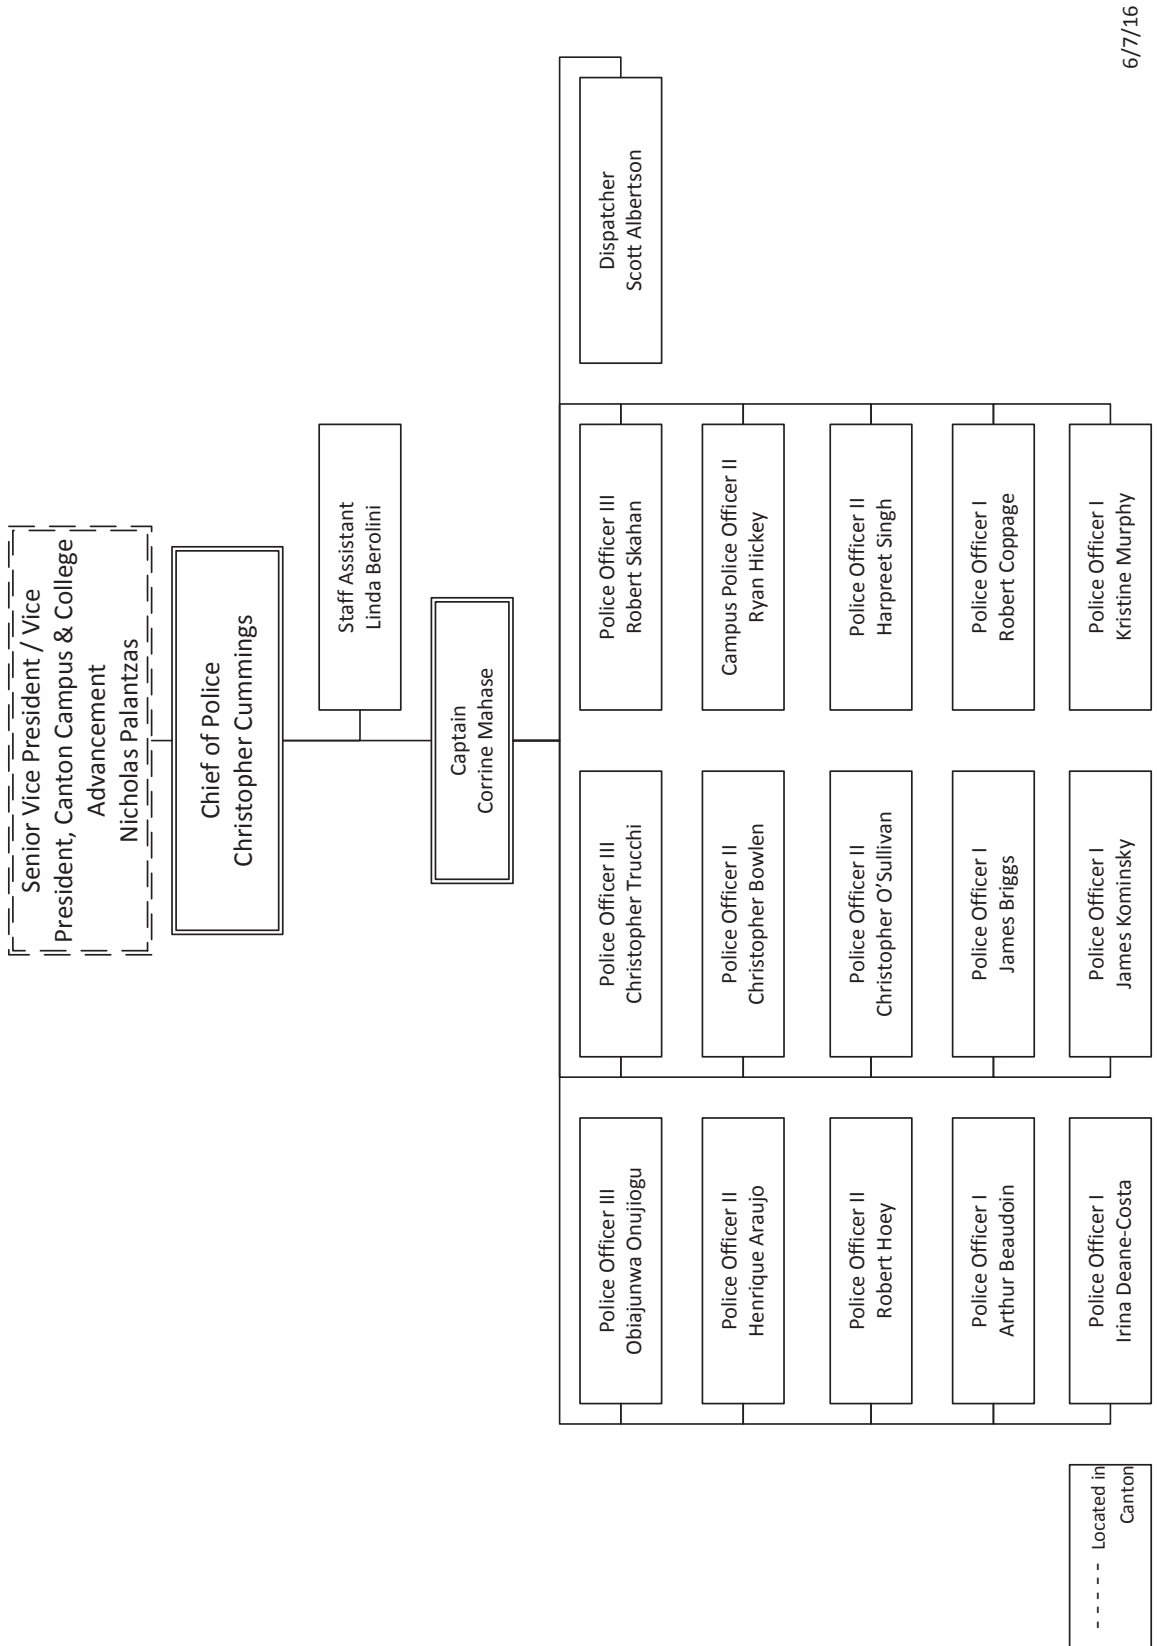 Senior Vice President / Vice
President, Canton Campus & College
Advancement
Nicholas Palantzas
Chief of Police
Christopher Cummings
Staff Assistant
Linda Berolini
Captain
Corrine Mahase
Police Officer III
Obiajunwa Onujiogu
Police Officer II
Henrique Araujo
Police Officer II
Robert Hoey
Police Officer I
Arthur Beaudoin
Police Officer I
Irina Deane-Costa
Police Officer III
Christopher Trucchi
Police Officer II
Christopher Bowlen
Police Officer II
Christopher O’Sullivan
Police Officer I
James Briggs
Police Officer I
James Kominsky
Police Officer III
Robert Skahan
Campus Police Officer II
Ryan Hickey
Police Officer II
Harpreet Singh
Police Officer I
Robert Coppage
Police Officer I
Kristine Murphy
Dispatcher
Scott Albertson
- - - - - Located in
Canton
6/7/16